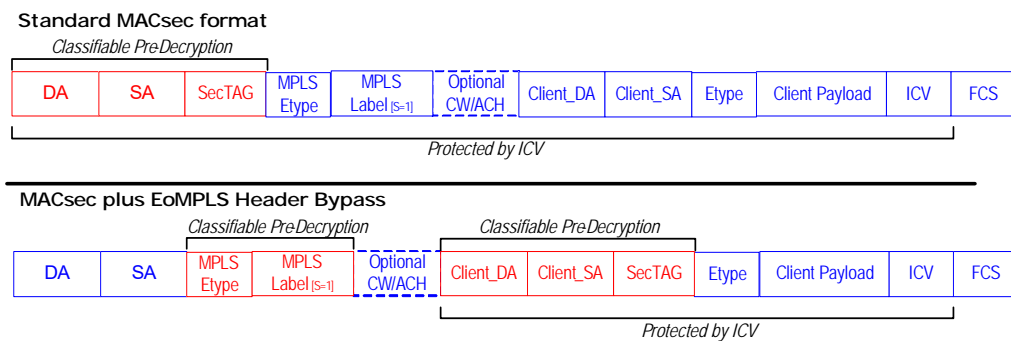 Standard MACsec format
Classifiable Pre-Decryption
DA SA SecTAG MPLS Etype MPLS Label [S=1] Optional CW/ACH Client_DA Client_SA Etype Client Payload ICV FCS
Protected by ICV
MACsec plus EoMPLS Header Bypass
Classifiable Pre-Decryption Classifiable Pre-Decryption
DA SA MPLS Etype MPLS Label [S=1] Optional CW/ACH Client_DA Client_SA SecTAG Etype Client Payload ICV FCS
Protected by ICV